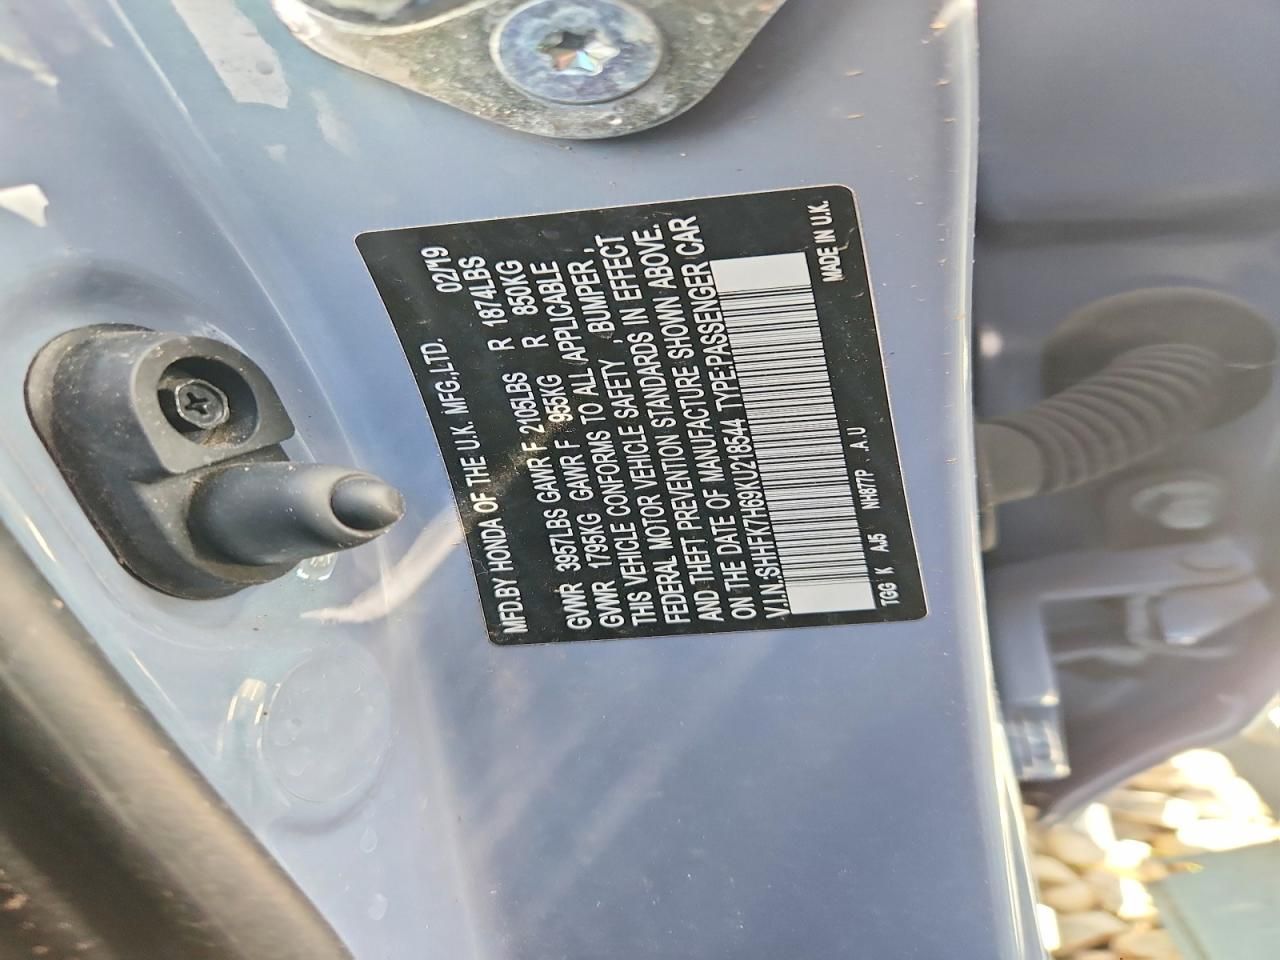 MFD.BY HONDA OF THE U.K. MFG.,LTD. 02/19
GVWR 3957LBS GAWR F 2105LBS R 1874LBS
GVWR 1795KG GAWR F 955KG R 850KG
THIS VEHICLE CONFORMS TO ALL APPLICABLE
FEDERAL MOTOR VEHICLE SAFETY , BUMPER ,
AND THEFT PREVENTION STANDARDS IN EFFECT
ON THE DATE OF MANUFACTURE SHOWN ABOVE.
V.I.N.:SHHFK7H69KU218544 TYPE:PASSENGER CAR
TGG K AJ5 NH877P .A.U MADE IN U.K.